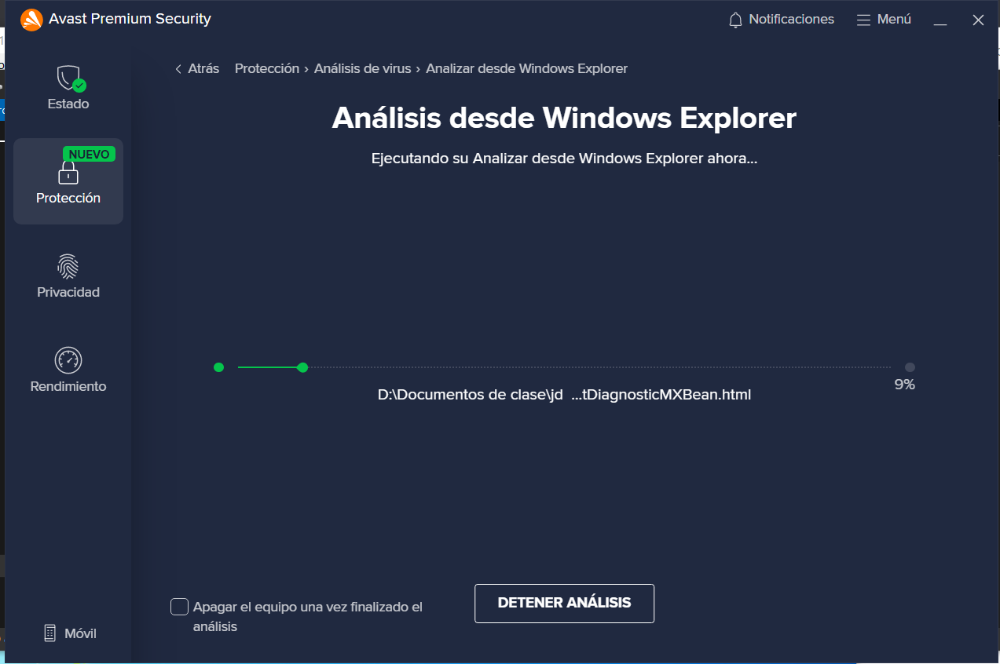 Avast Premium Security
Notificaciones
Menú
Estado
NUEVO
Protección
Privacidad
Rendimiento
Móvil
Atrás
Protección › Análisis de virus › Analizar desde Windows Explorer
Análisis desde Windows Explorer
Ejecutando su Analizar desde Windows Explorer ahora...
9%
D:\Documentos de clase\jd ...tDiagnosticMXBean.html
Apagar el equipo una vez finalizado el
análisis
DETENER ANÁLISIS